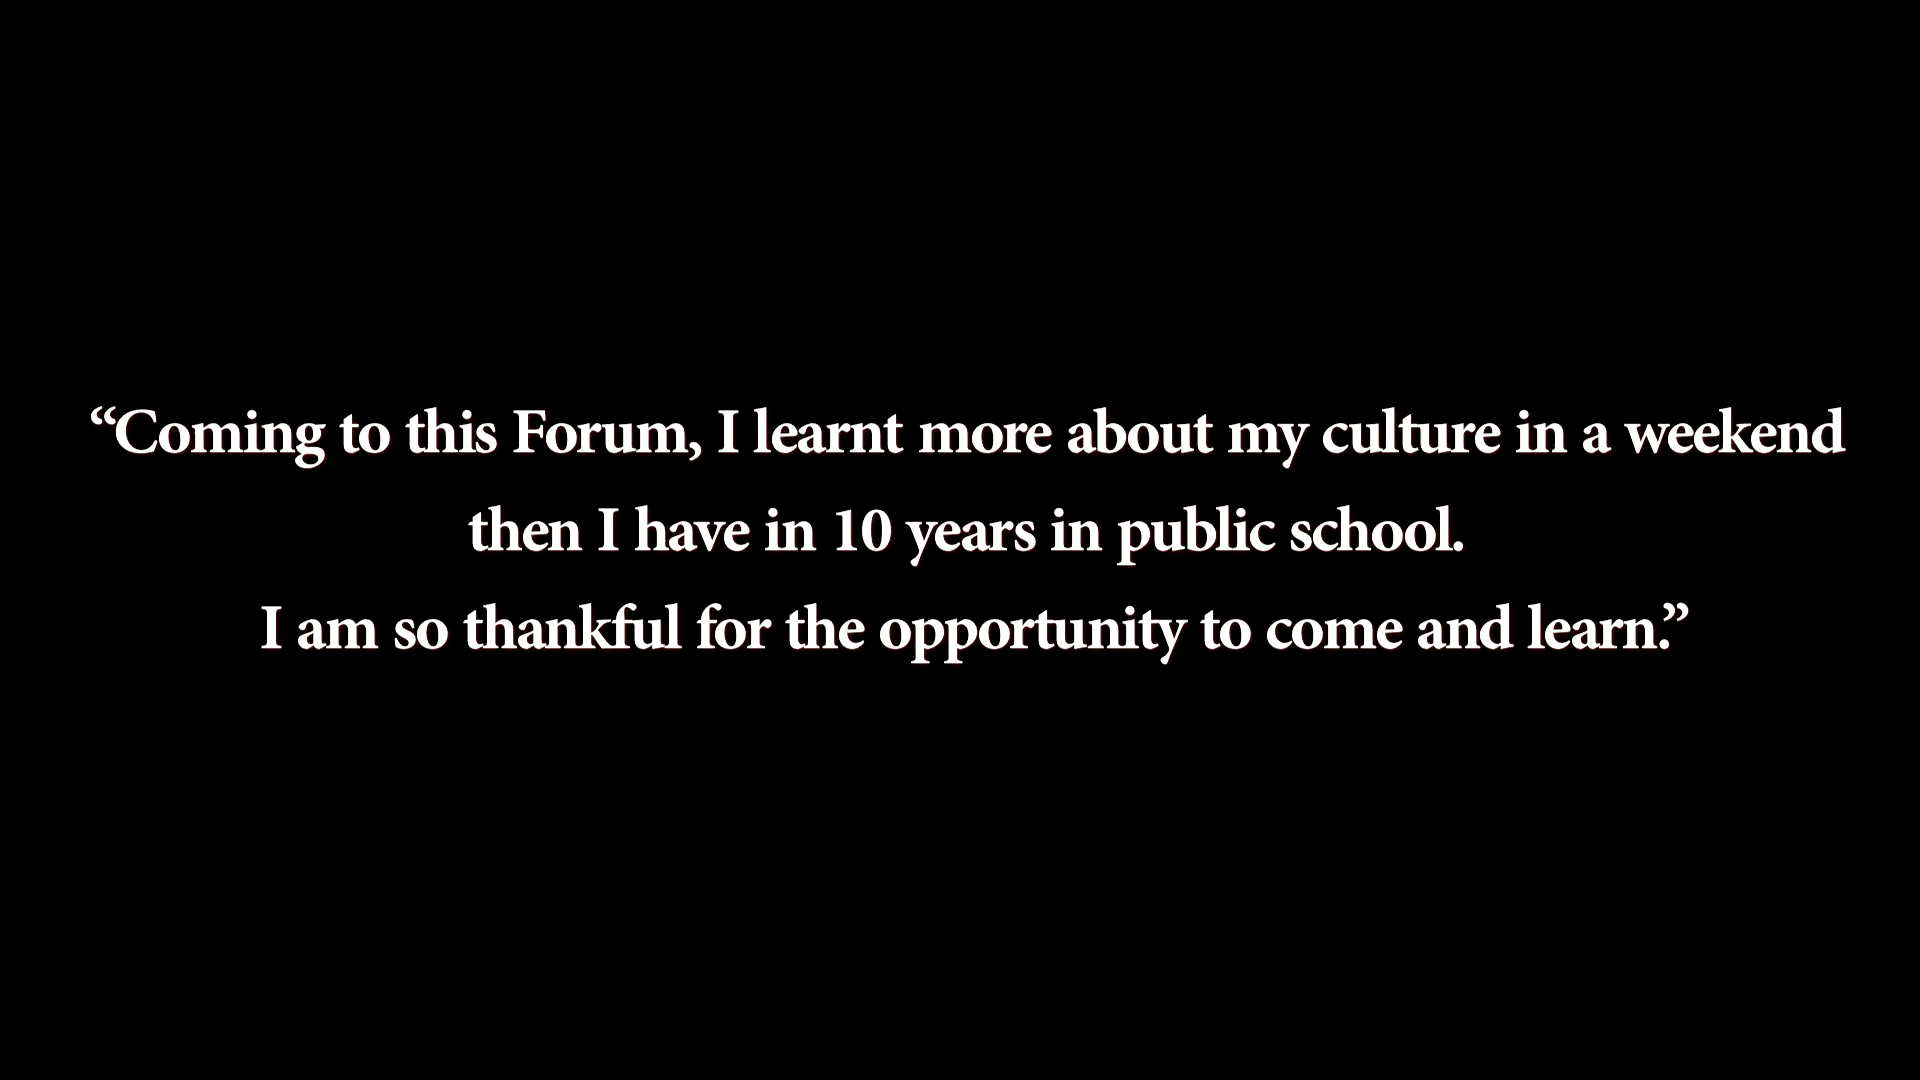 “Coming to this Forum, I learnt more about my culture in a weekend
then I have in 10 years in public school.
I am so thankful for the opportunity to come and learn.”